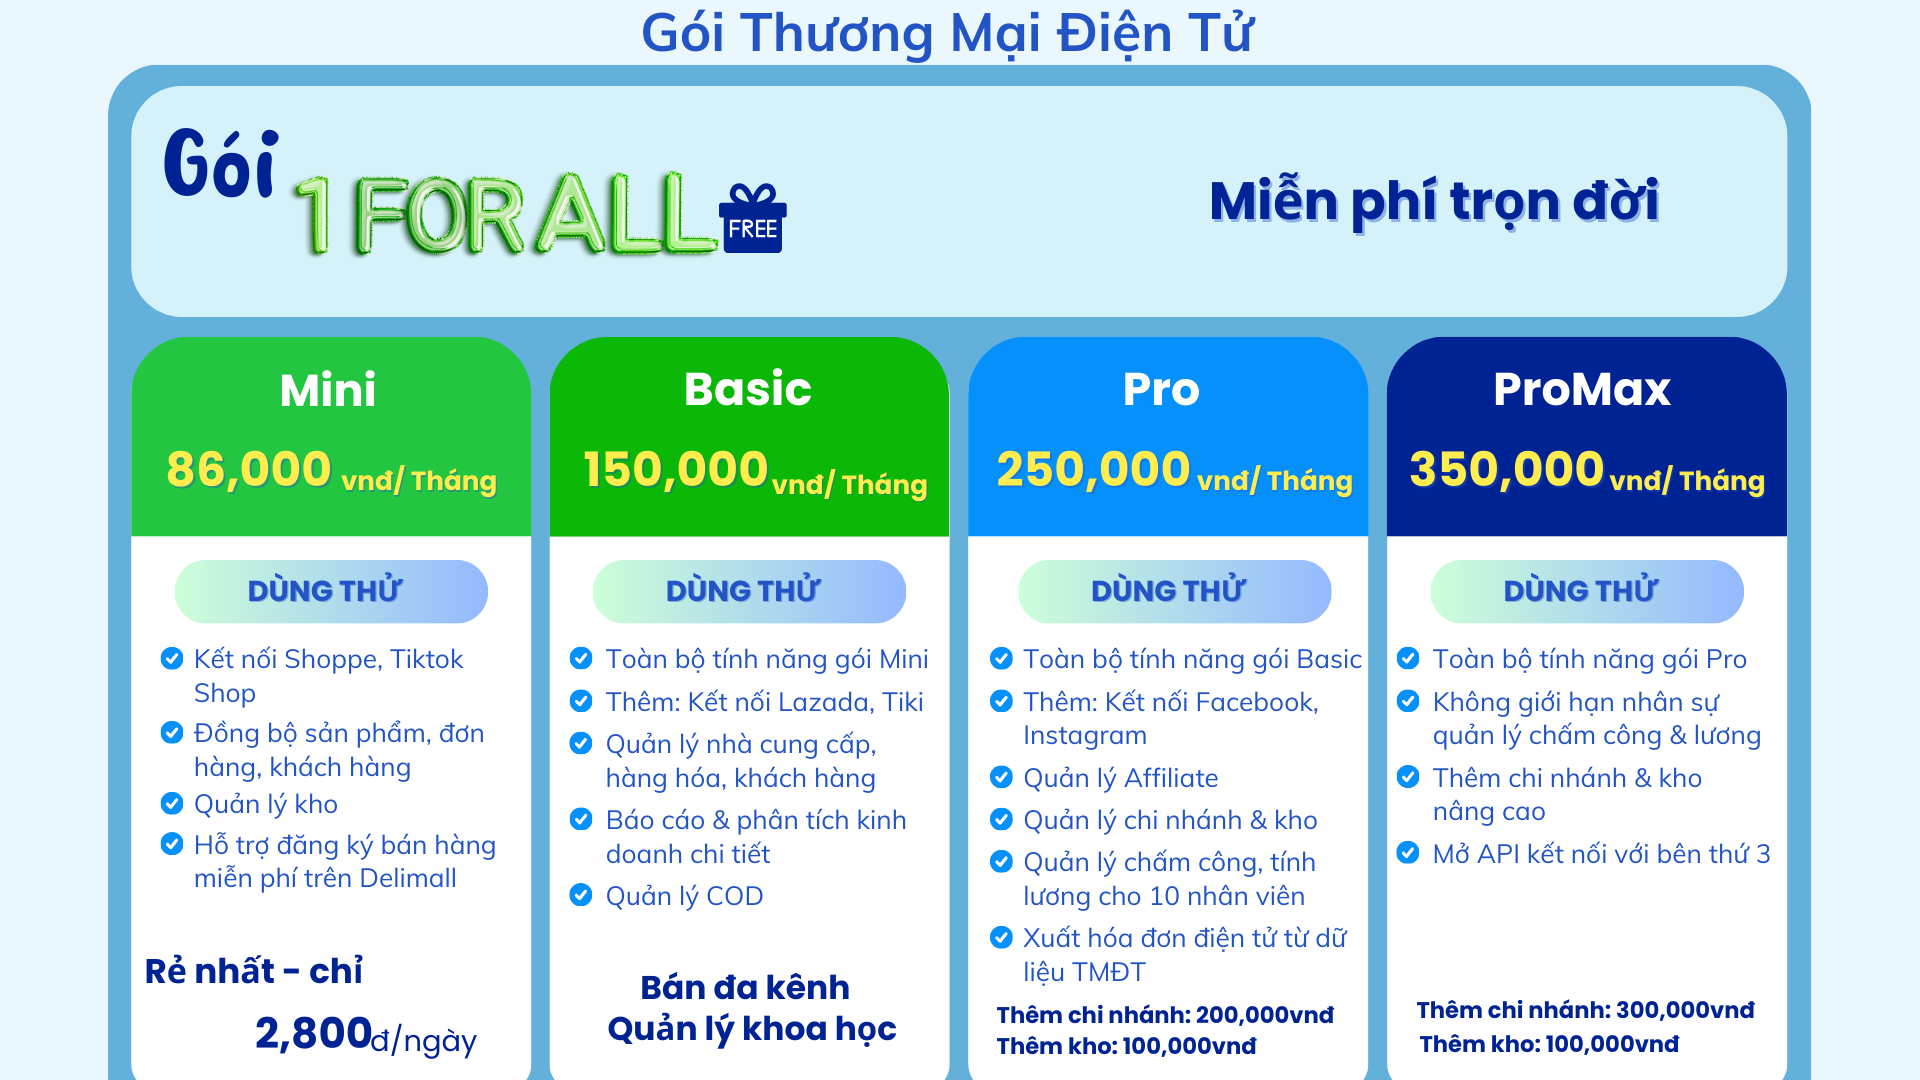 Gói Thương Mại Điện Tử
Gói
1 FOR ALL
FREE
Miễn phí trọn đời
Mini
86,000 vnđ/ Tháng
DÙNG THỬ
Kết nối Shoppe, Tiktok
Shop
Đồng bộ sản phẩm, đơn
hàng, khách hàng
Quản lý kho
Hỗ trợ đăng ký bán hàng
miễn phí trên Delimall
Rẻ nhất - chỉ
2,800đ/ngày
Basic
150,000 vnđ/ Tháng
DÙNG THỬ
Toàn bộ tính năng gói Mini
Thêm: Kết nối Lazada, Tiki
Quản lý nhà cung cấp,
hàng hóa, khách hàng
Báo cáo & phân tích kinh
doanh chi tiết
Quản lý COD
Bán đa kênh
Quản lý khoa học
Pro
250,000 vnđ/ Tháng
DÙNG THỬ
Toàn bộ tính năng gói Basic
Thêm: Kết nối Facebook,
Instagram
Quản lý Affiliate
Quản lý chi nhánh & kho
Quản lý chấm công, tính
lương cho 10 nhân viên
Xuất hóa đơn điện tử từ dữ
liệu TMĐT
Thêm chi nhánh: 200,000vnđ
Thêm kho: 100,000vnđ
ProMax
350,000 vnđ/ Tháng
DÙNG THỬ
Toàn bộ tính năng gói Pro
Không giới hạn nhân sự
quản lý chấm công & lương
Thêm chi nhánh & kho
nâng cao
Mở API kết nối với bên thứ 3
Thêm chi nhánh: 300,000vnđ
Thêm kho: 100,000vnđ